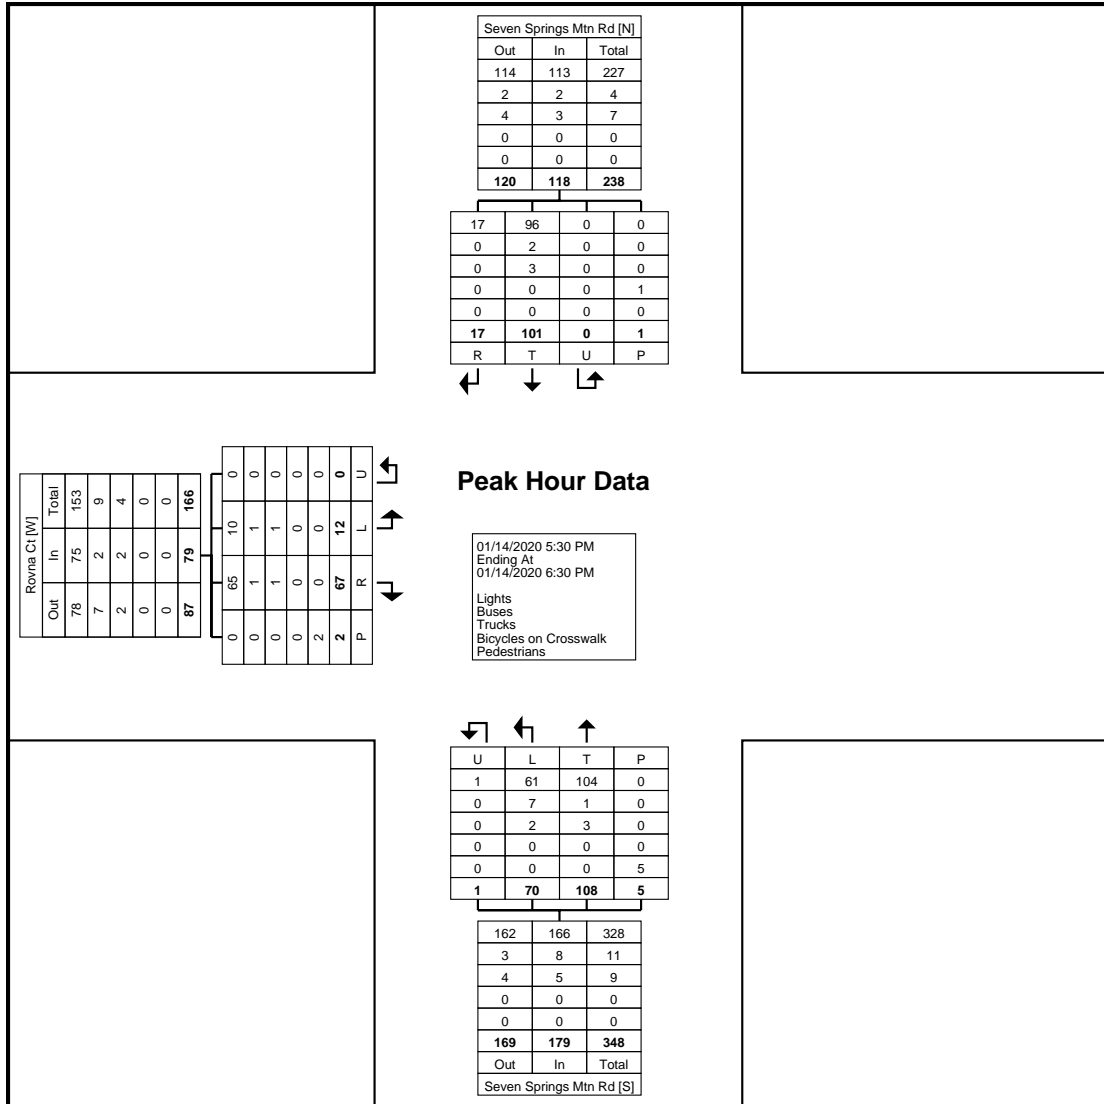 Seven Springs Mtn Rd [N]
Out In Total
114 113 227
2 2 4
4 3 7
0 0 0
0 0 0
120 118 238
17 96 0 0
0 2 0 0
0 3 0 0
0 0 0 1
0 0 0 0
17 101 0 1
R T U P
Rovna Ct [W]
Out In Total
78 75 153
7 2 9
2 2 4
0 0 0
0 0 0
87 79 166
0 65 10 0
0 1 1 0
0 1 1 0
0 0 0 0
2 0 0 0
2 67 12 0
P R L U
Peak Hour Data
01/14/2020 5:30 PM
Ending At
01/14/2020 6:30 PM
Lights
Buses
Trucks
Bicycles on Crosswalk
Pedestrians
U L T P
1 61 104 0
0 7 1 0
0 2 3 0
0 0 0 0
0 0 0 5
1 70 108 5
162 166 328
3 8 11
4 5 9
0 0 0
0 0 0
169 179 348
Out In Total
Seven Springs Mtn Rd [S]